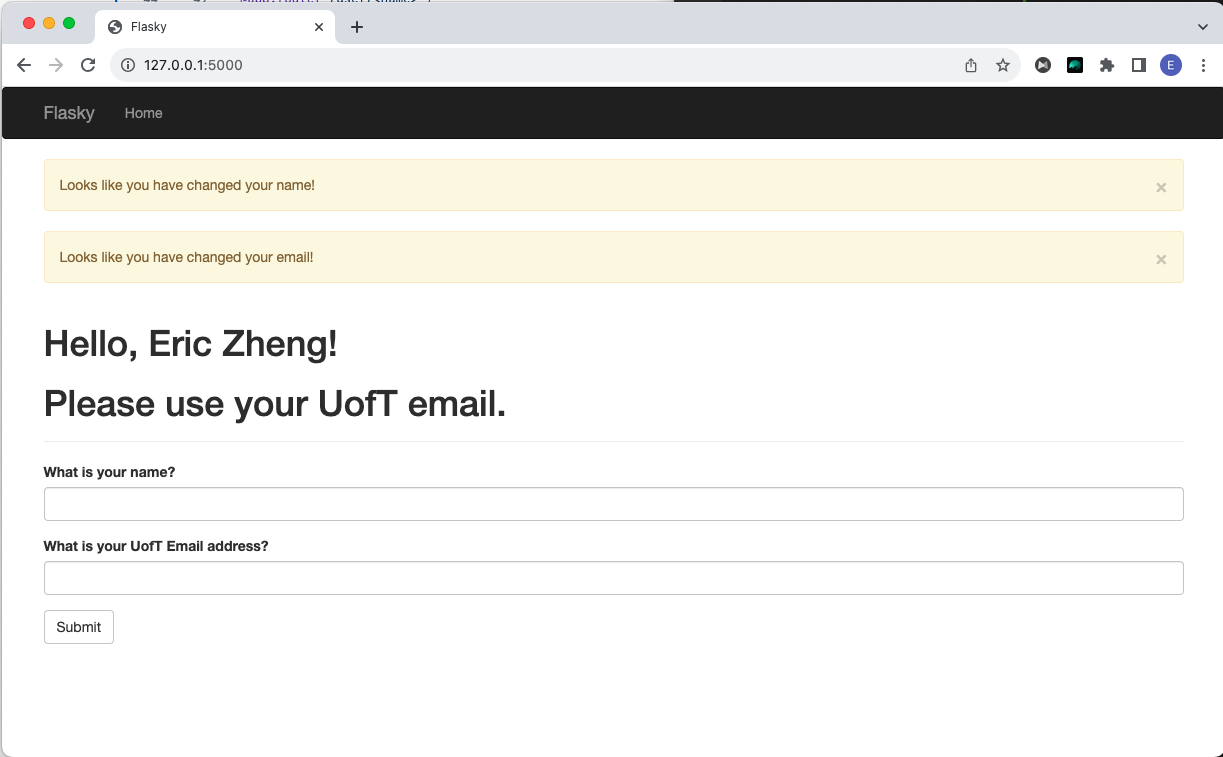 Flasky
127.0.0.1:5000
E
Flasky Home
Looks like you have changed your name!
Looks like you have changed your email!
Hello, Eric Zheng!
Please use your UofT email.
What is your name?
What is your UofT Email address?
Submit